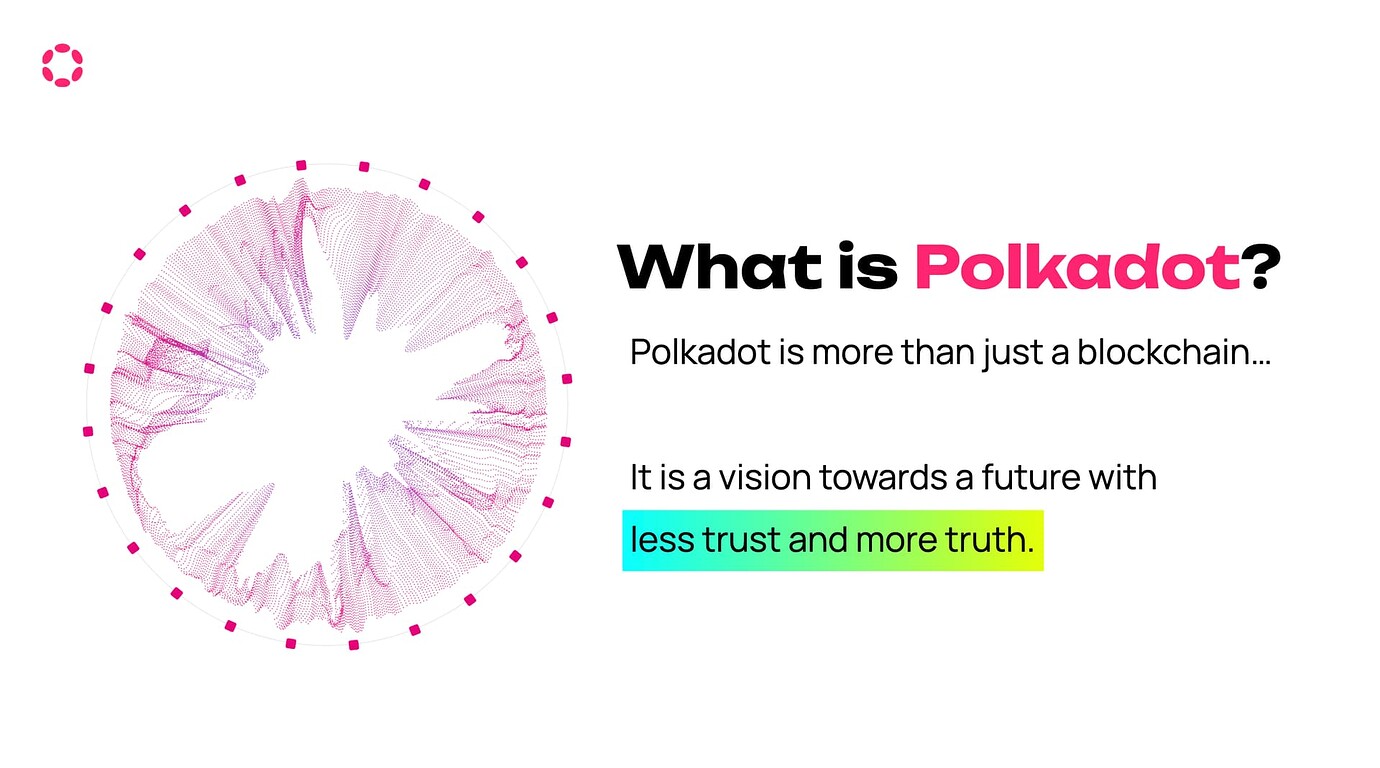 What is Polkadot?
Polkadot is more than just a blockchain...
It is a vision towards a future with
less trust and more truth.